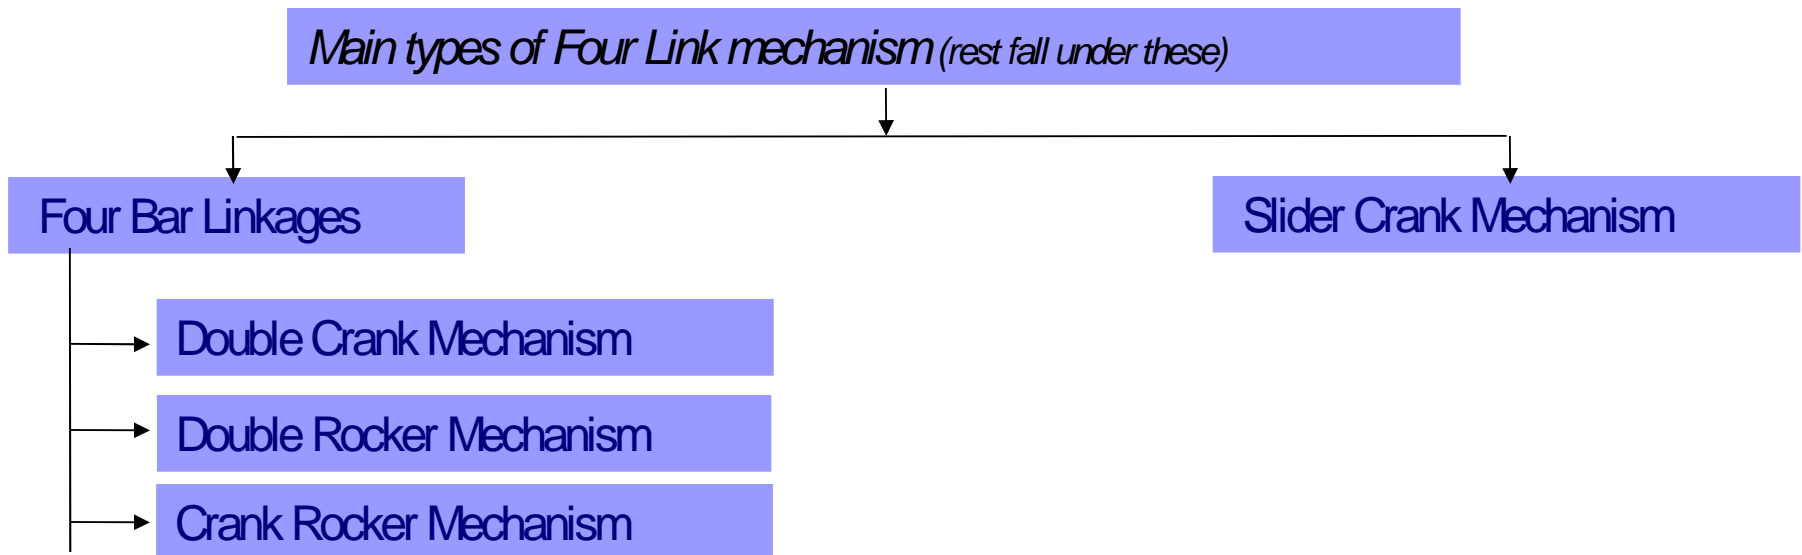 Main types of Four Link mechanism (rest fall under these)
Four Bar Linkages
Slider Crank Mechanism
Double Crank Mechanism
Double Rocker Mechanism
Crank Rocker Mechanism